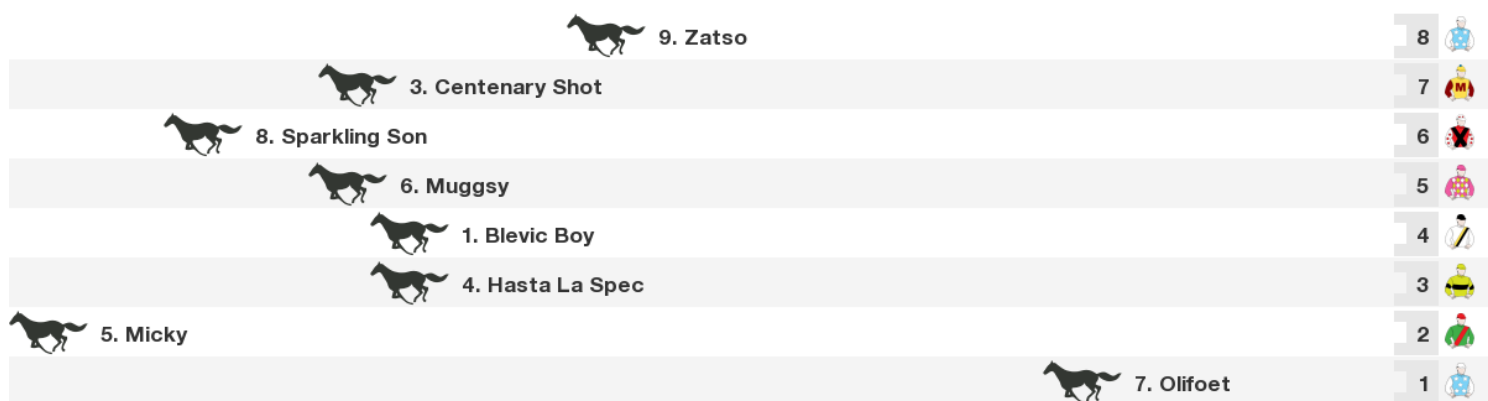 9. Zatso 8
3. Centenary Shot 7 M
8. Sparkling Son 6
6. Muggsy 5
1. Blevic Boy 4
4. Hasta La Spec 3
5. Micky 2
7. Olifoet 1